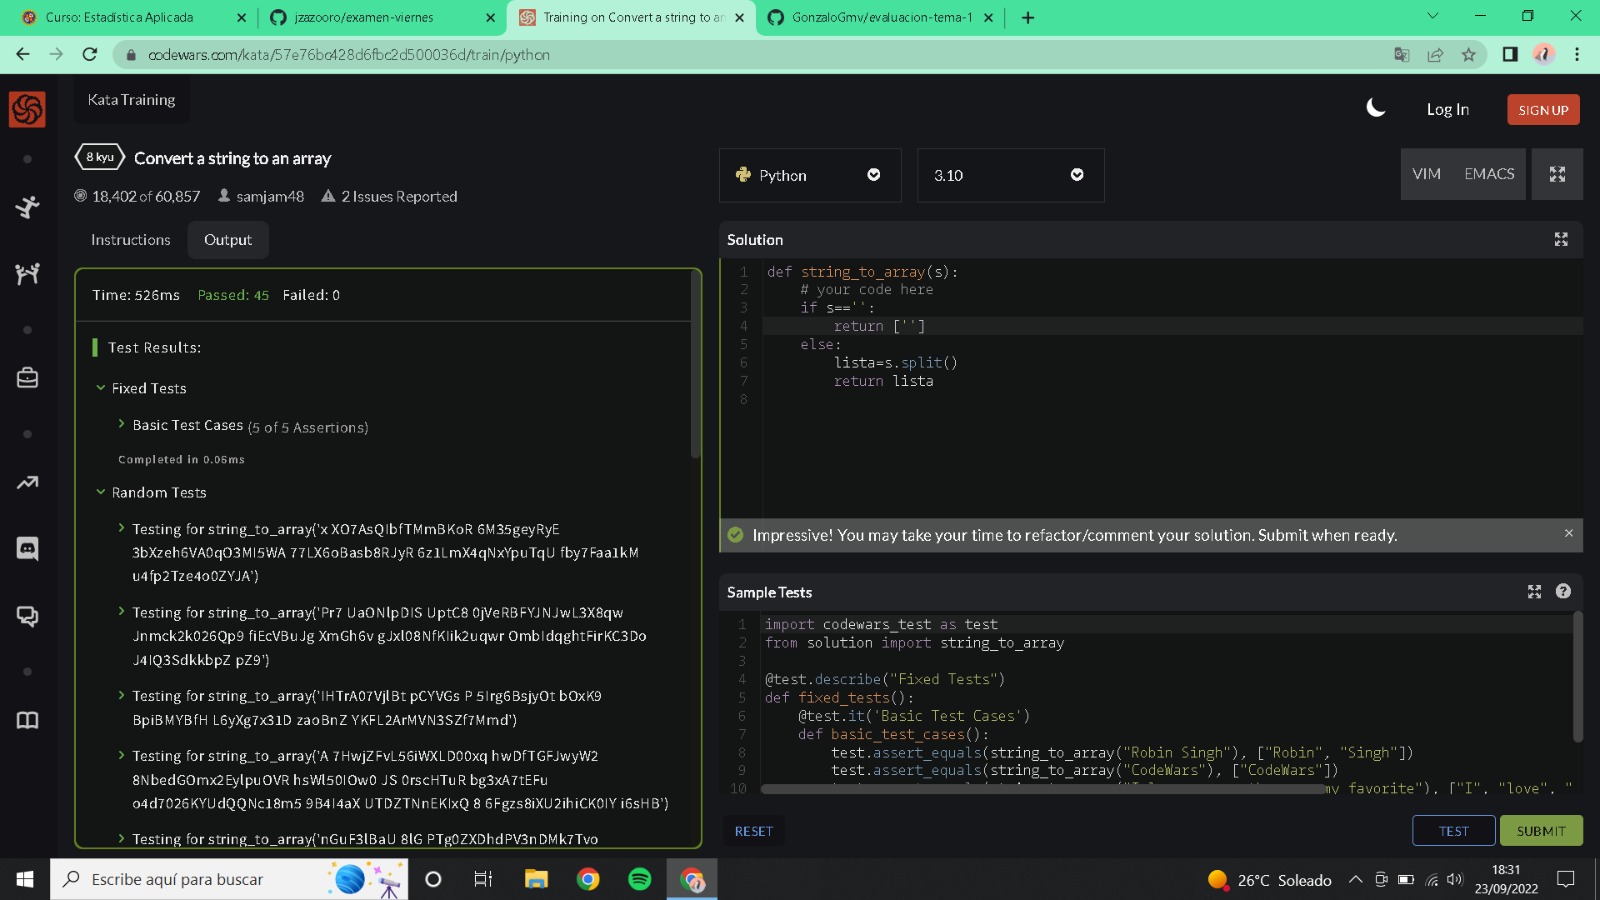 Curso: Estadística Aplicada
jzazooro/examen-viernes
Training on Convert a string to an
GonzaloGmv/evaluacion-tema-1
codewars.com/kata/57e76bc428d6fbc2d500036d/train/python
Kata Training
Log In
SIGN UP
8 kyu
Convert a string to an array
18,402 of 60,857
samjam48
2 Issues Reported
Python
3.10
VIM
EMACS
Instructions
Output
Time: 526ms
Passed: 45
Failed: 0
Test Results:
Fixed Tests
Basic Test Cases (5 of 5 Assertions)
Completed in 0.06ms
Random Tests
Testing for string_to_array('x XO7AsQIbfTMmBKoR 6M35geyRyE
3bXzeh6VA0qO3MI5WA 77LX6oBasb8RJyR 6z1LmX4qNxYpuTqU fby7Faa1kM
u4fp2Tze4o0ZYJA')
Testing for string_to_array('Pr7 UaONlpDIS UptC8 0jVeRBFYJNJwL3X8qw
Jnmck2k026Qp9 fiEcVBuJg XmGh6v gJxl08NfKlik2uqwr OmbIdqghtFirKC3Do
J4IQ3SdkkbpZ pZ9')
Testing for string_to_array('IHTrA07VjlBt pCYVGs P 5Irg6BsjyOt bOxK9
BpiBMYBfH L6yXg7x31D zaoBnZ YKFL2ArMVN3SZf7Mmd')
Testing for string_to_array('A 7HwjZFvL56iWXLD00xq hwDfTGFJwyW2
8NbedGOmx2EylpuOVR hsWl50IOw0 JS 0rscHTuR bg3xA7tEFu
o4d7026KYUdQQNc18m5 9B4I4aX UTDZTNnEKIxQ 8 6Fgzs8iXU2ihiCK0IY i6sHB')
Testing for string_to_array('nGuF3lBaU 8lG PTg0ZXDhdPV3nDMk7Tvo
Solution
1 def string_to_array(s):
2 # your code here
3 if s=='':
4 return ['']
5 else:
6 lista=s.split()
7 return lista
8
Impressive! You may take your time to refactor/comment your solution. Submit when ready.
Sample Tests
1 import codewars_test as test
2 from solution import string_to_array
3
4 @test.describe("Fixed Tests")
5 def fixed_tests():
6 @test.it('Basic Test Cases')
7 def basic_test_cases():
8 test.assert_equals(string_to_array("Robin Singh"), ["Robin", "Singh"])
9 test.assert_equals(string_to_array("CodeWars"), ["CodeWars"])
10 my favorite"), ["I", "love", "
RESET
TEST
SUBMIT
Escribe aquí para buscar
26°C Soleado
18:31
23/09/2022